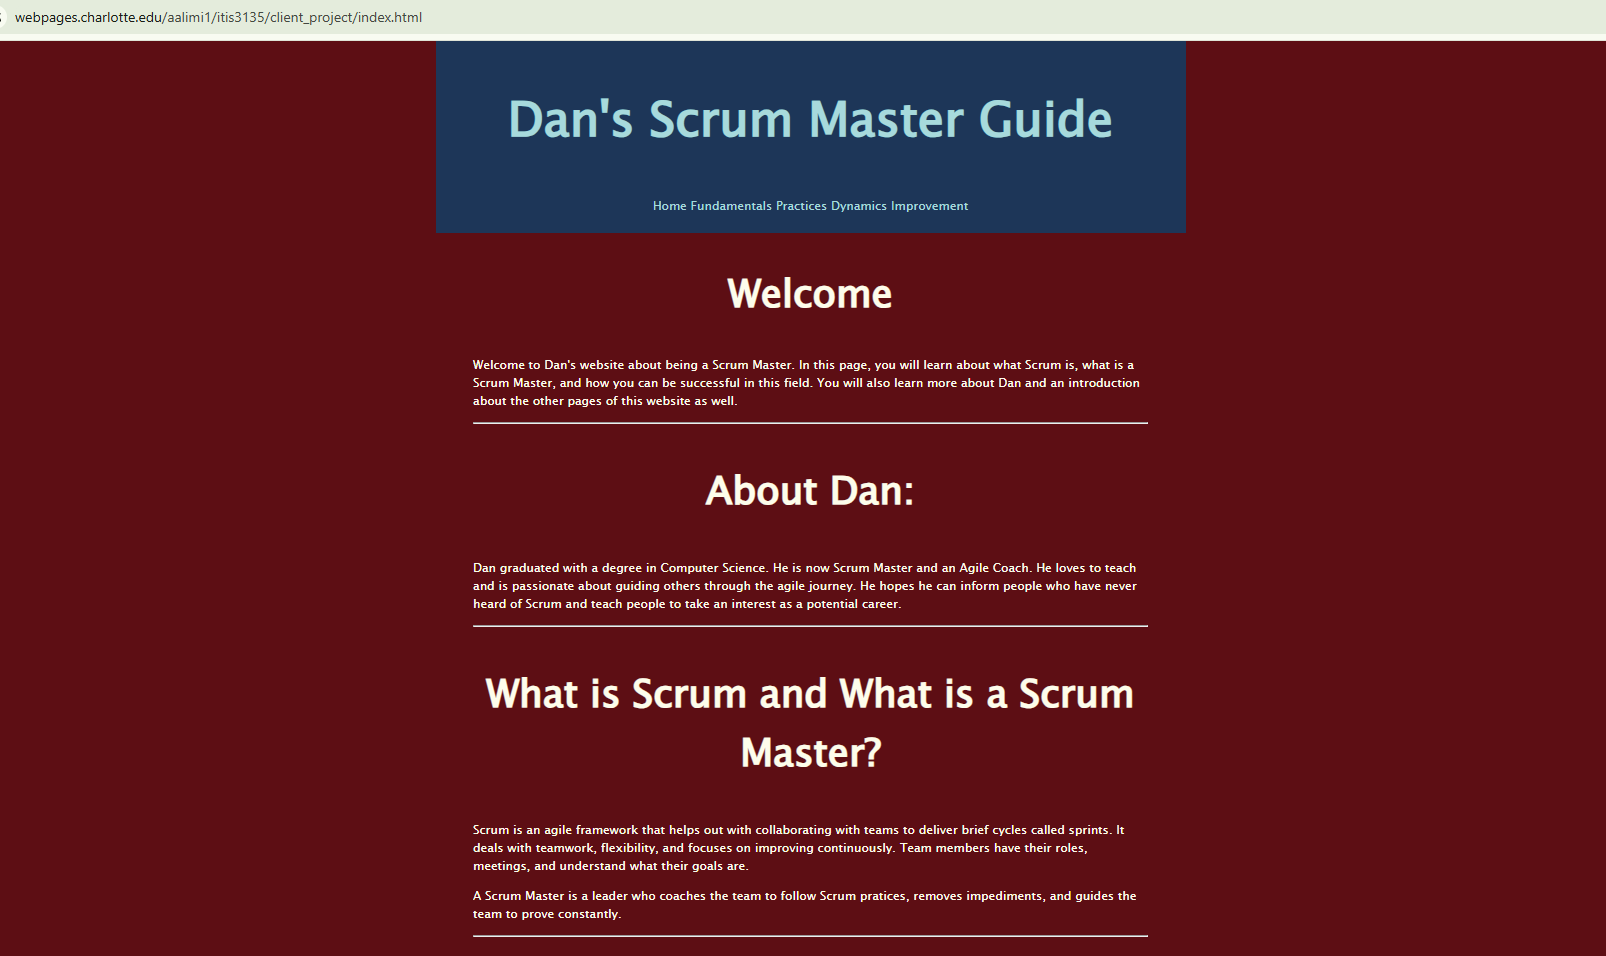 webpages.charlotte.edu/aalimi1/itis3135/client_project/index.html
Dan's Scrum Master Guide
Home Fundamentals Practices Dynamics Improvement
Welcome
Welcome to Dan's website about being a Scrum Master. In this page, you will learn about what Scrum is, what is a
Scrum Master, and how you can be successful in this field. You will also learn more about Dan and an introduction
about the other pages of this website as well.
About Dan:
Dan graduated with a degree in Computer Science. He is now Scrum Master and an Agile Coach. He loves to teach
and is passionate about guiding others through the agile journey. He hopes he can inform people who have never
heard of Scrum and teach people to take an interest as a potential career.
What is Scrum and What is a Scrum
Master?
Scrum is an agile framework that helps out with collaborating with teams to deliver brief cycles called sprints. It
deals with teamwork, flexibility, and focuses on improving continuously. Team members have their roles,
meetings, and understand what their goals are.
A Scrum Master is a leader who coaches the team to follow Scrum pratices, removes impediments, and guides the
team to prove constantly.